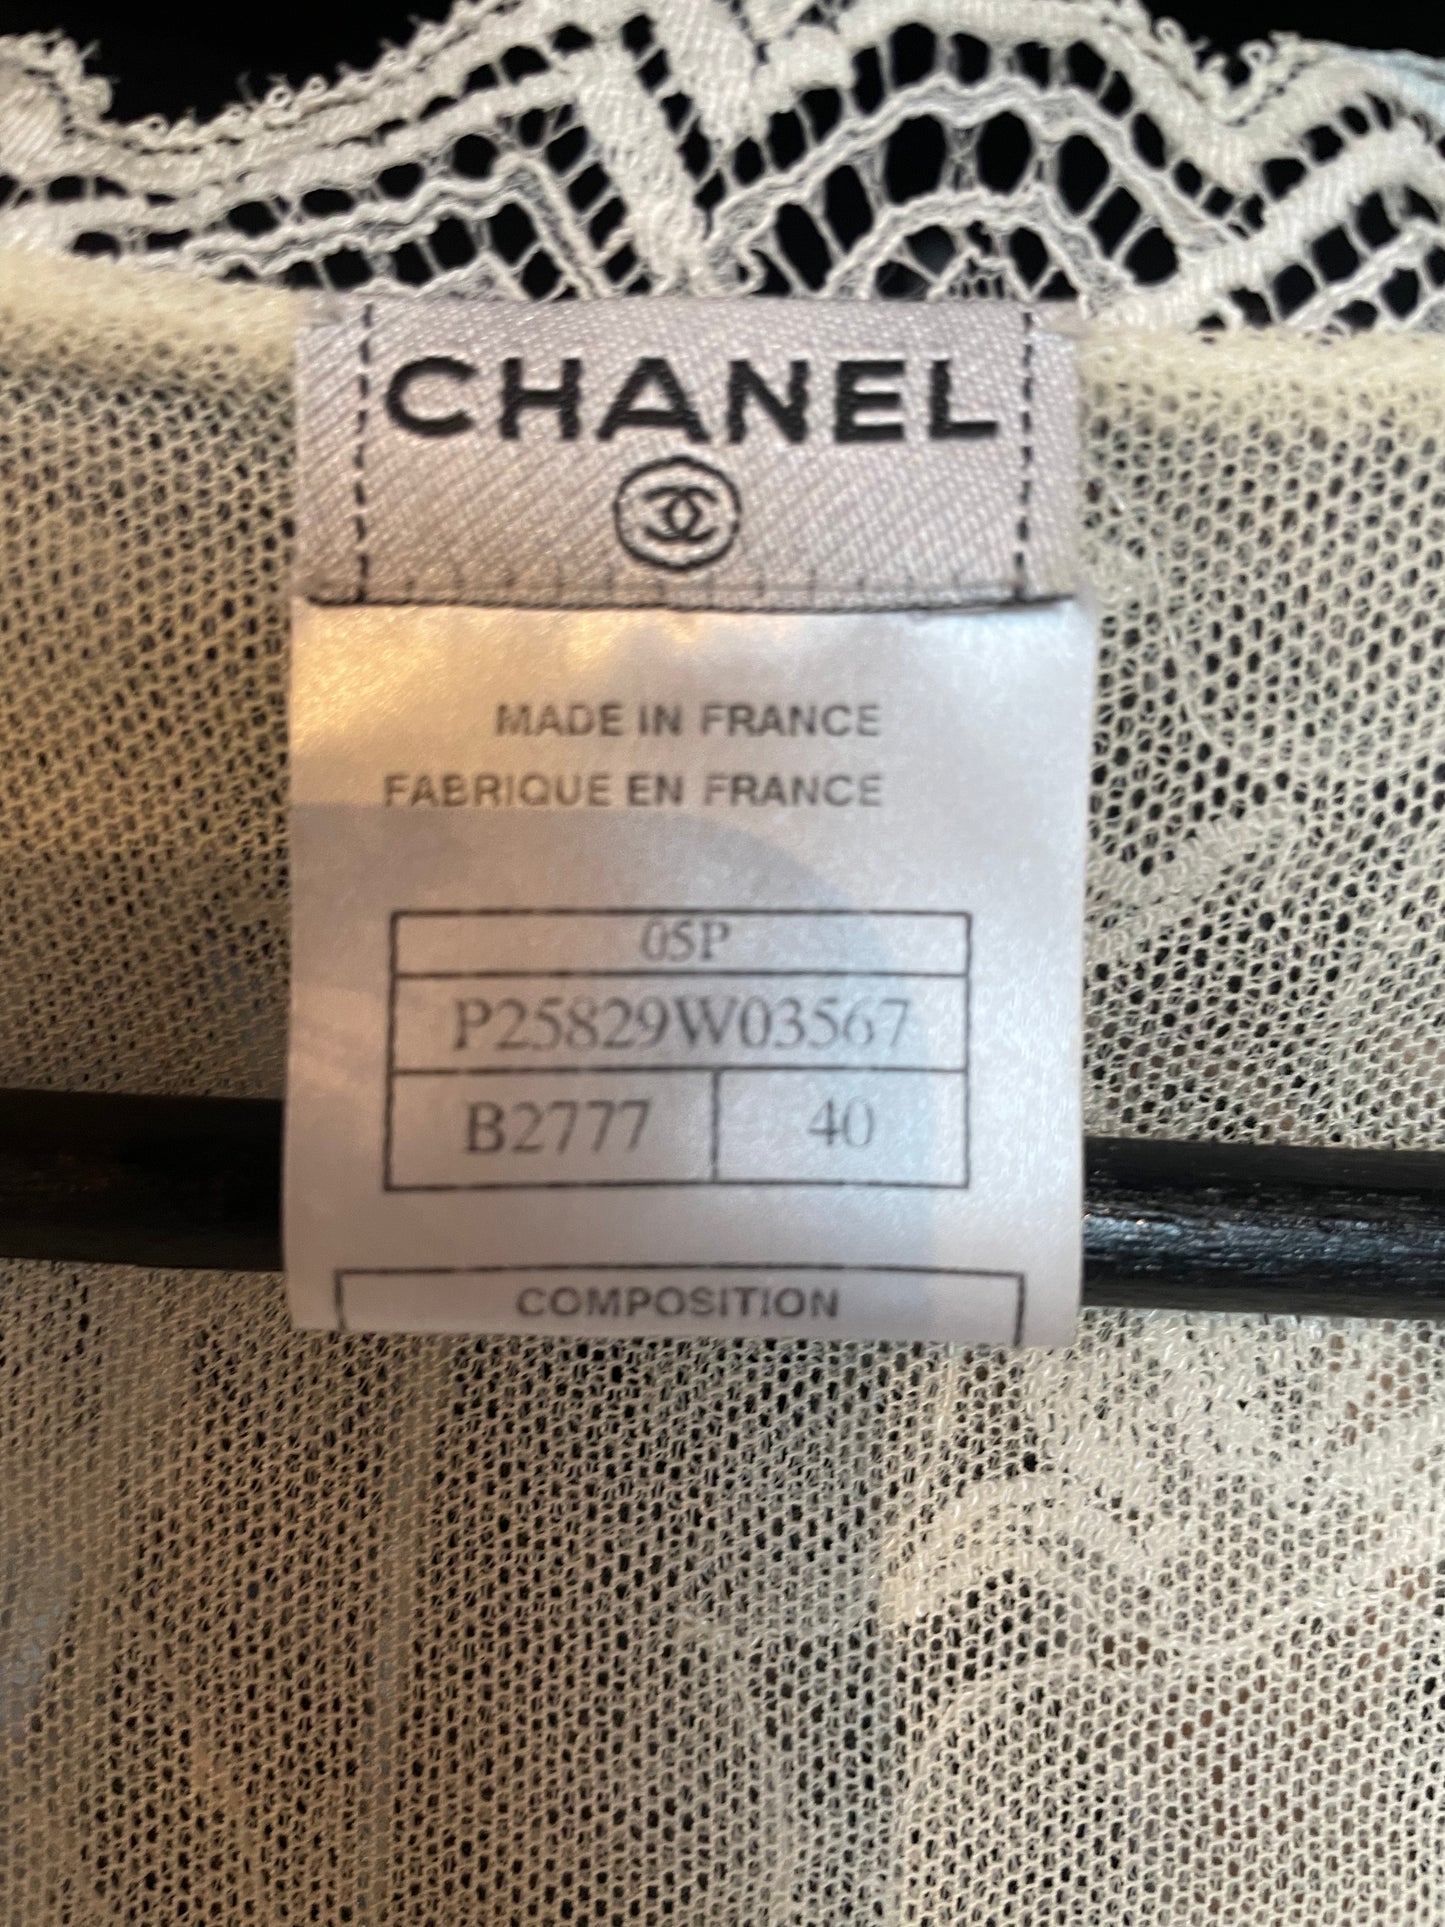 CHANEL
MADE IN FRANCE
FABRIQUE EN FRANCE
05P
P25829W03567
B2777 40
COMPOSITION